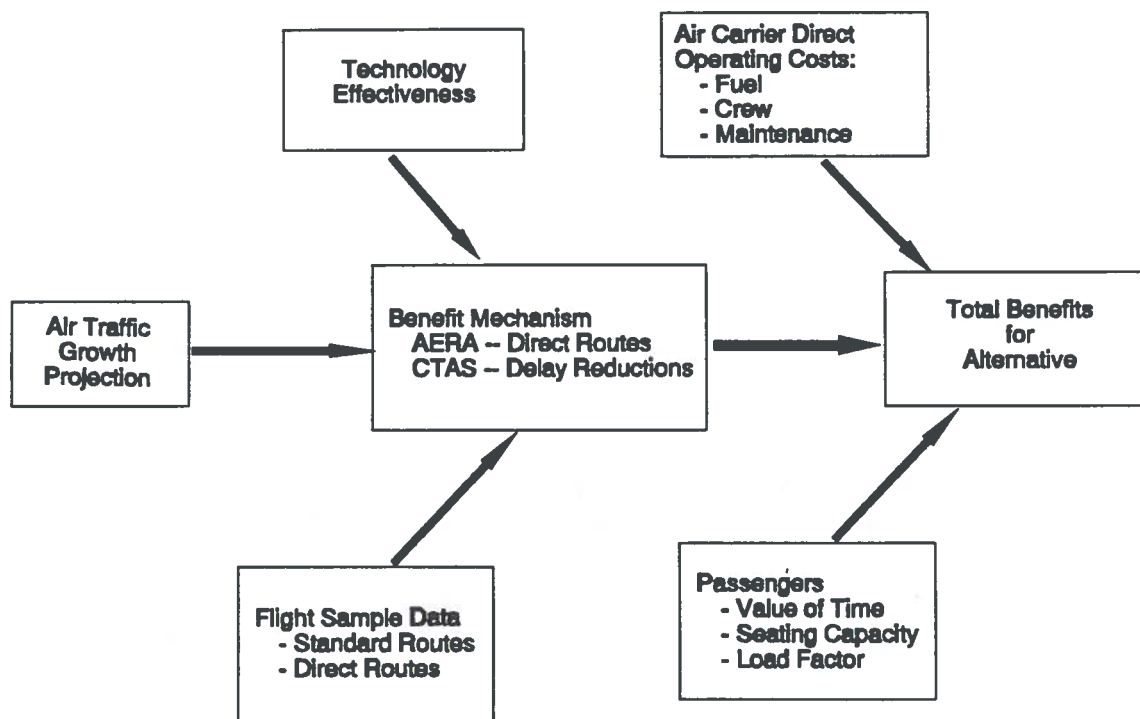 Technology
Effectiveness
Air Carrier Direct
Operating Costs:
- Fuel
- Crew
- Maintenance
Air Traffic
Growth
Projection
Benefit Mechanism
AERA -- Direct Routes
CTAS -- Delay Reductions
Total Benefits
for
Alternative
Flight Sample Data
- Standard Routes
- Direct Routes
Passengers
- Value of Time
- Seating Capacity
- Load Factor